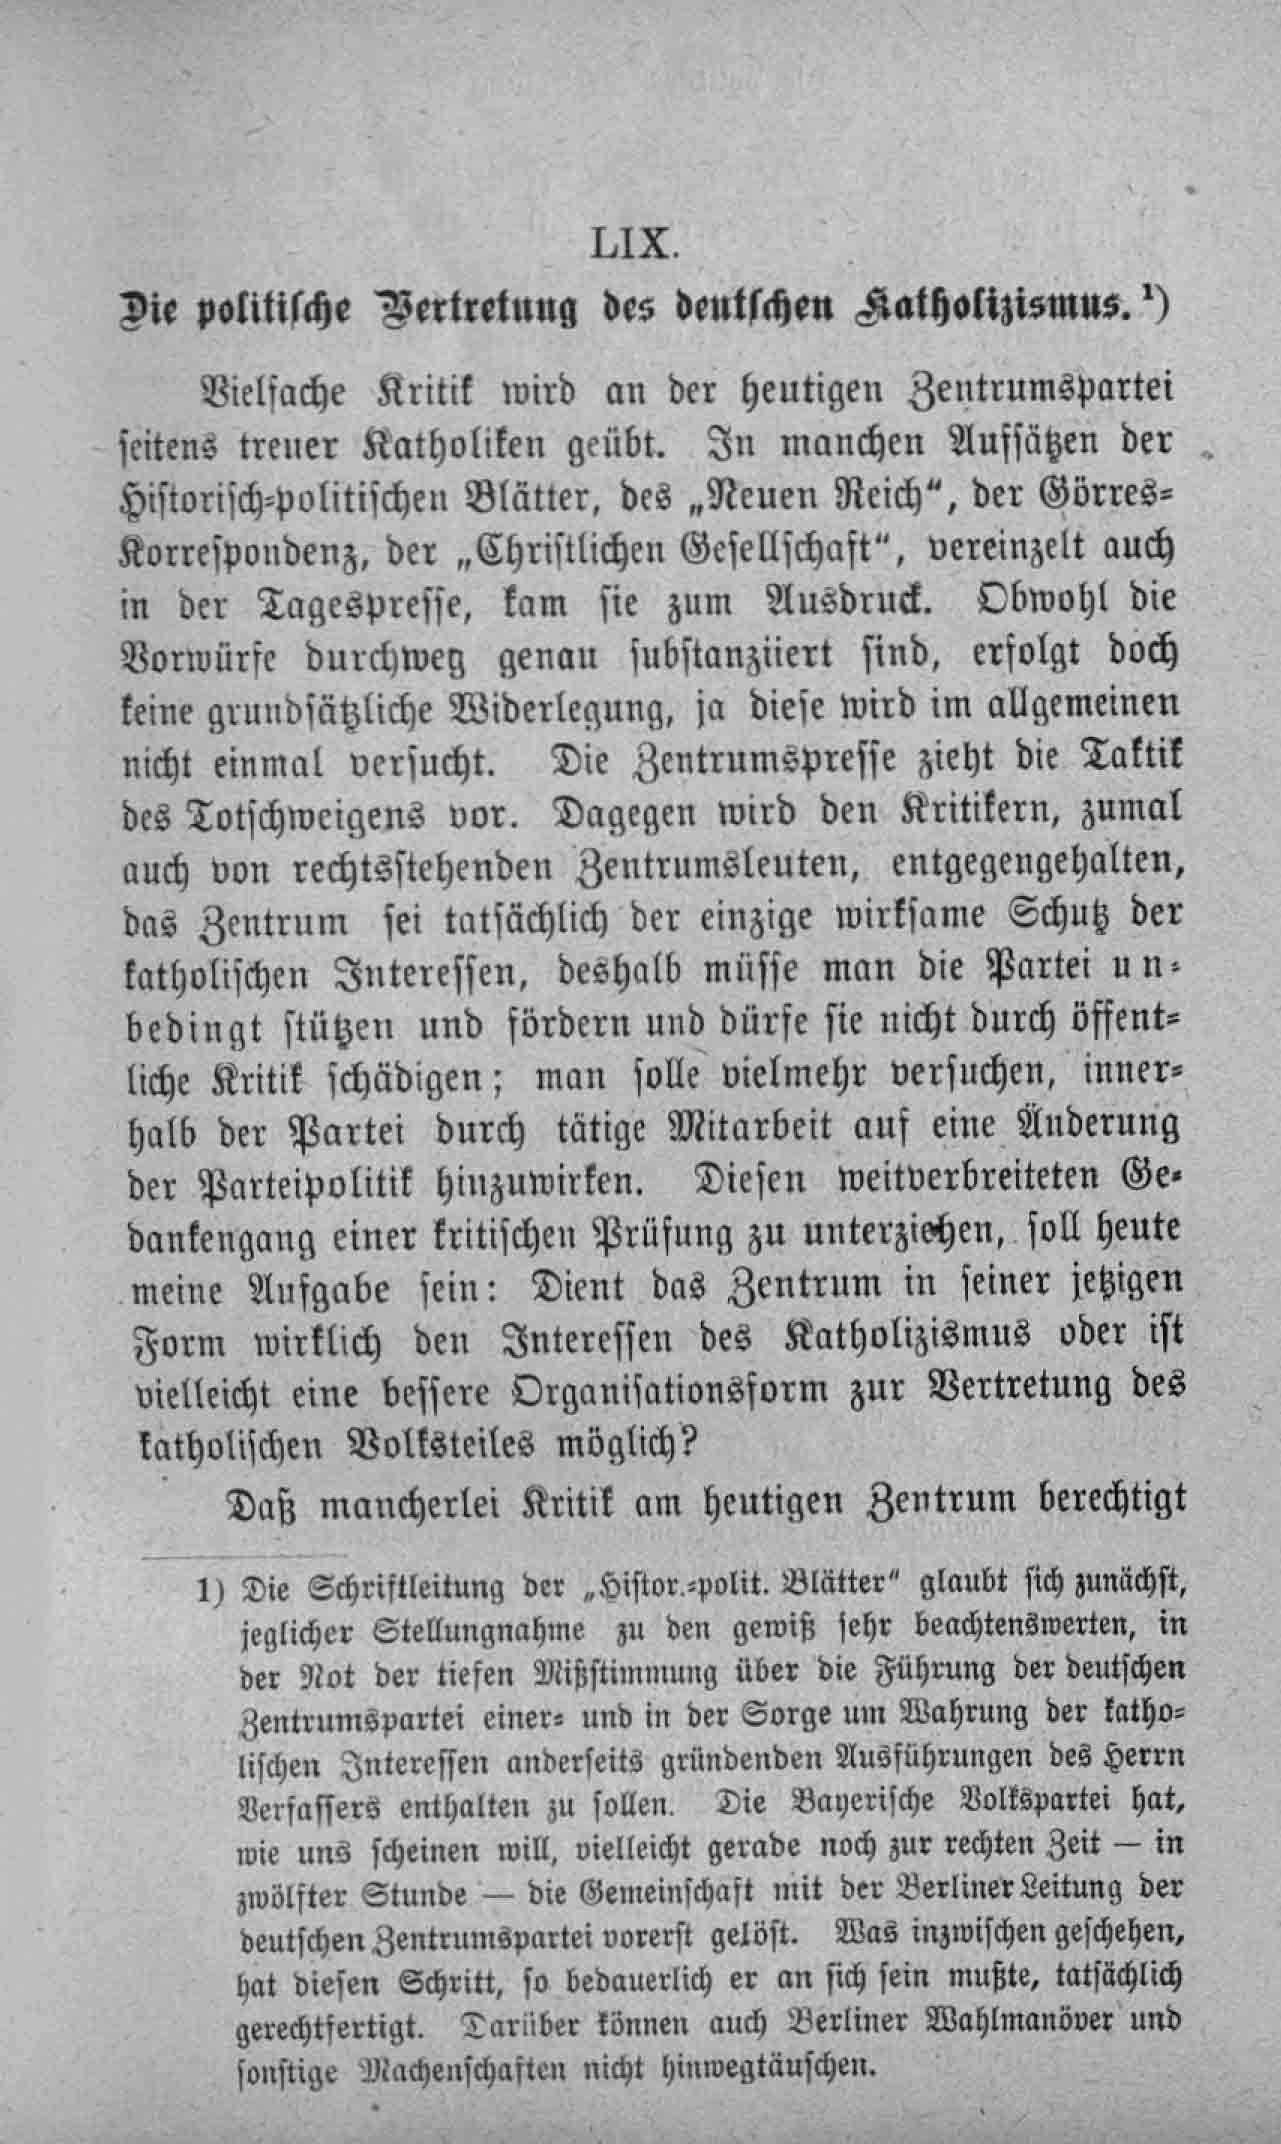 LIX.
Die politische Vertretung des deutschen Katholizismus.¹)
Vielfache Kritik wird an der heutigen Zentrumspartei
seitens treuer Katholiken geübt. In manchen Aufsätzen der
Historisch-politischen Blätter, des „Neuen Reich“, der Görres-
Korrespondenz, der „Christlichen Gesellschaft“, vereinzelt auch
in der Tagespresse, kam sie zum Ausdruck. Obwohl die
Vorwürfe durchweg genau substanziiert sind, erfolgt doch
keine grundsätzliche Widerlegung, ja diese wird im allgemeinen
nicht einmal versucht. Die Zentrumspresse zieht die Taktik
des Totschweigens vor. Dagegen wird den Kritikern, zumal
auch von rechtsstehenden Zentrumsleuten, entgegengehalten,
das Zentrum sei tatsächlich der einzige wirksame Schutz der
katholischen Interessen, deshalb müsse man die Partei un-
bedingt stützen und fördern und dürfe sie nicht durch öffent-
liche Kritik schädigen; man solle vielmehr versuchen, inner-
halb der Partei durch tätige Mitarbeit auf eine Änderung
der Parteipolitik hinzuwirken. Diesen weitverbreiteten Ge-
dankengang einer kritischen Prüfung zu unterziehen, soll heute
meine Aufgabe sein: Dient das Zentrum in seiner jetzigen
Form wirklich den Interessen des Katholizismus oder ist
vielleicht eine bessere Organisationsform zur Vertretung des
katholischen Volksteiles möglich?
Daß mancherlei Kritik am heutigen Zentrum berechtigt
1) Die Schriftleitung der „Histor.-polit. Blätter“ glaubt sich zunächst,
jeglicher Stellungnahme zu den gewiß sehr beachtenswerten, in
der Not der tiefen Mißstimmung über die Führung der deutschen
Zentrumspartei einer- und in der Sorge um Wahrung der katho-
lischen Interessen anderseits gründenden Ausführungen des Herrn
Verfassers enthalten zu sollen. Die Bayerische Volkspartei hat,
wie uns scheinen will, vielleicht gerade noch zur rechten Zeit — in
zwölfter Stunde — die Gemeinschaft mit der Berliner Leitung der
deutschen Zentrumspartei vorerst gelöst. Was inzwischen geschehen,
hat diesen Schritt, so bedauerlich er an sich sein mußte, tatsächlich
gerechtfertigt. Darüber können auch Berliner Wahlmanöver und
sonstige Machenschaften nicht hinwegtäuschen.